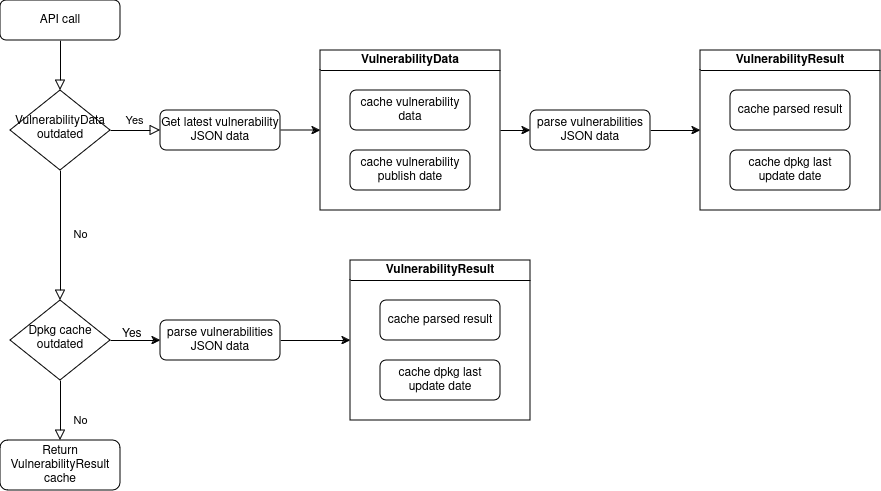 API call
VulnerabilityData
outdated
Yes
Get latest vulnerability
JSON data
VulnerabilityData
cache vulnerability
data
cache vulnerability
publish date
parse vulnerabilities
JSON data
VulnerabilityResult
cache parsed result
cache dpkg last
update date
No
Dpkg cache
outdated
Yes
parse vulnerabilities
JSON data
VulnerabilityResult
cache parsed result
cache dpkg last
update date
No
Return
VulnerabilityResult
cache